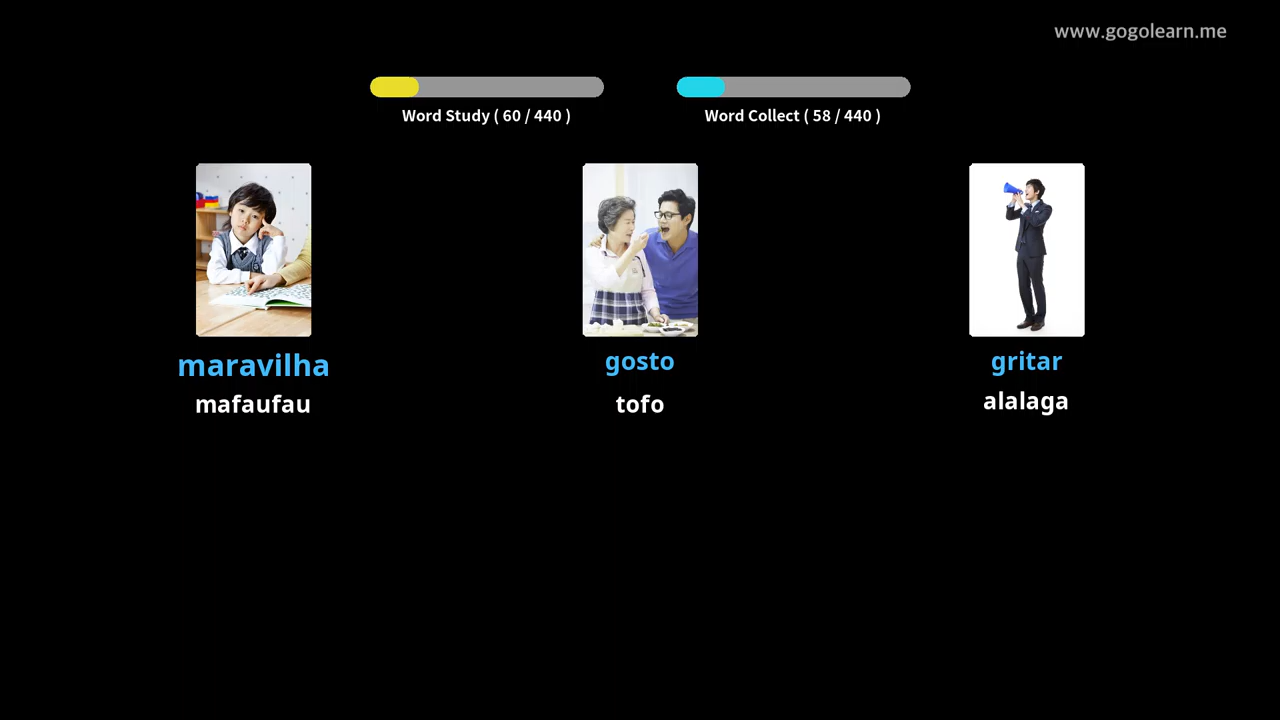 www.gogolearn.me
Word Study ( 60 / 440 )
Word Collect ( 58 / 440 )
maravilha
mafaufau
gosto
tofo
gritar
alalaga